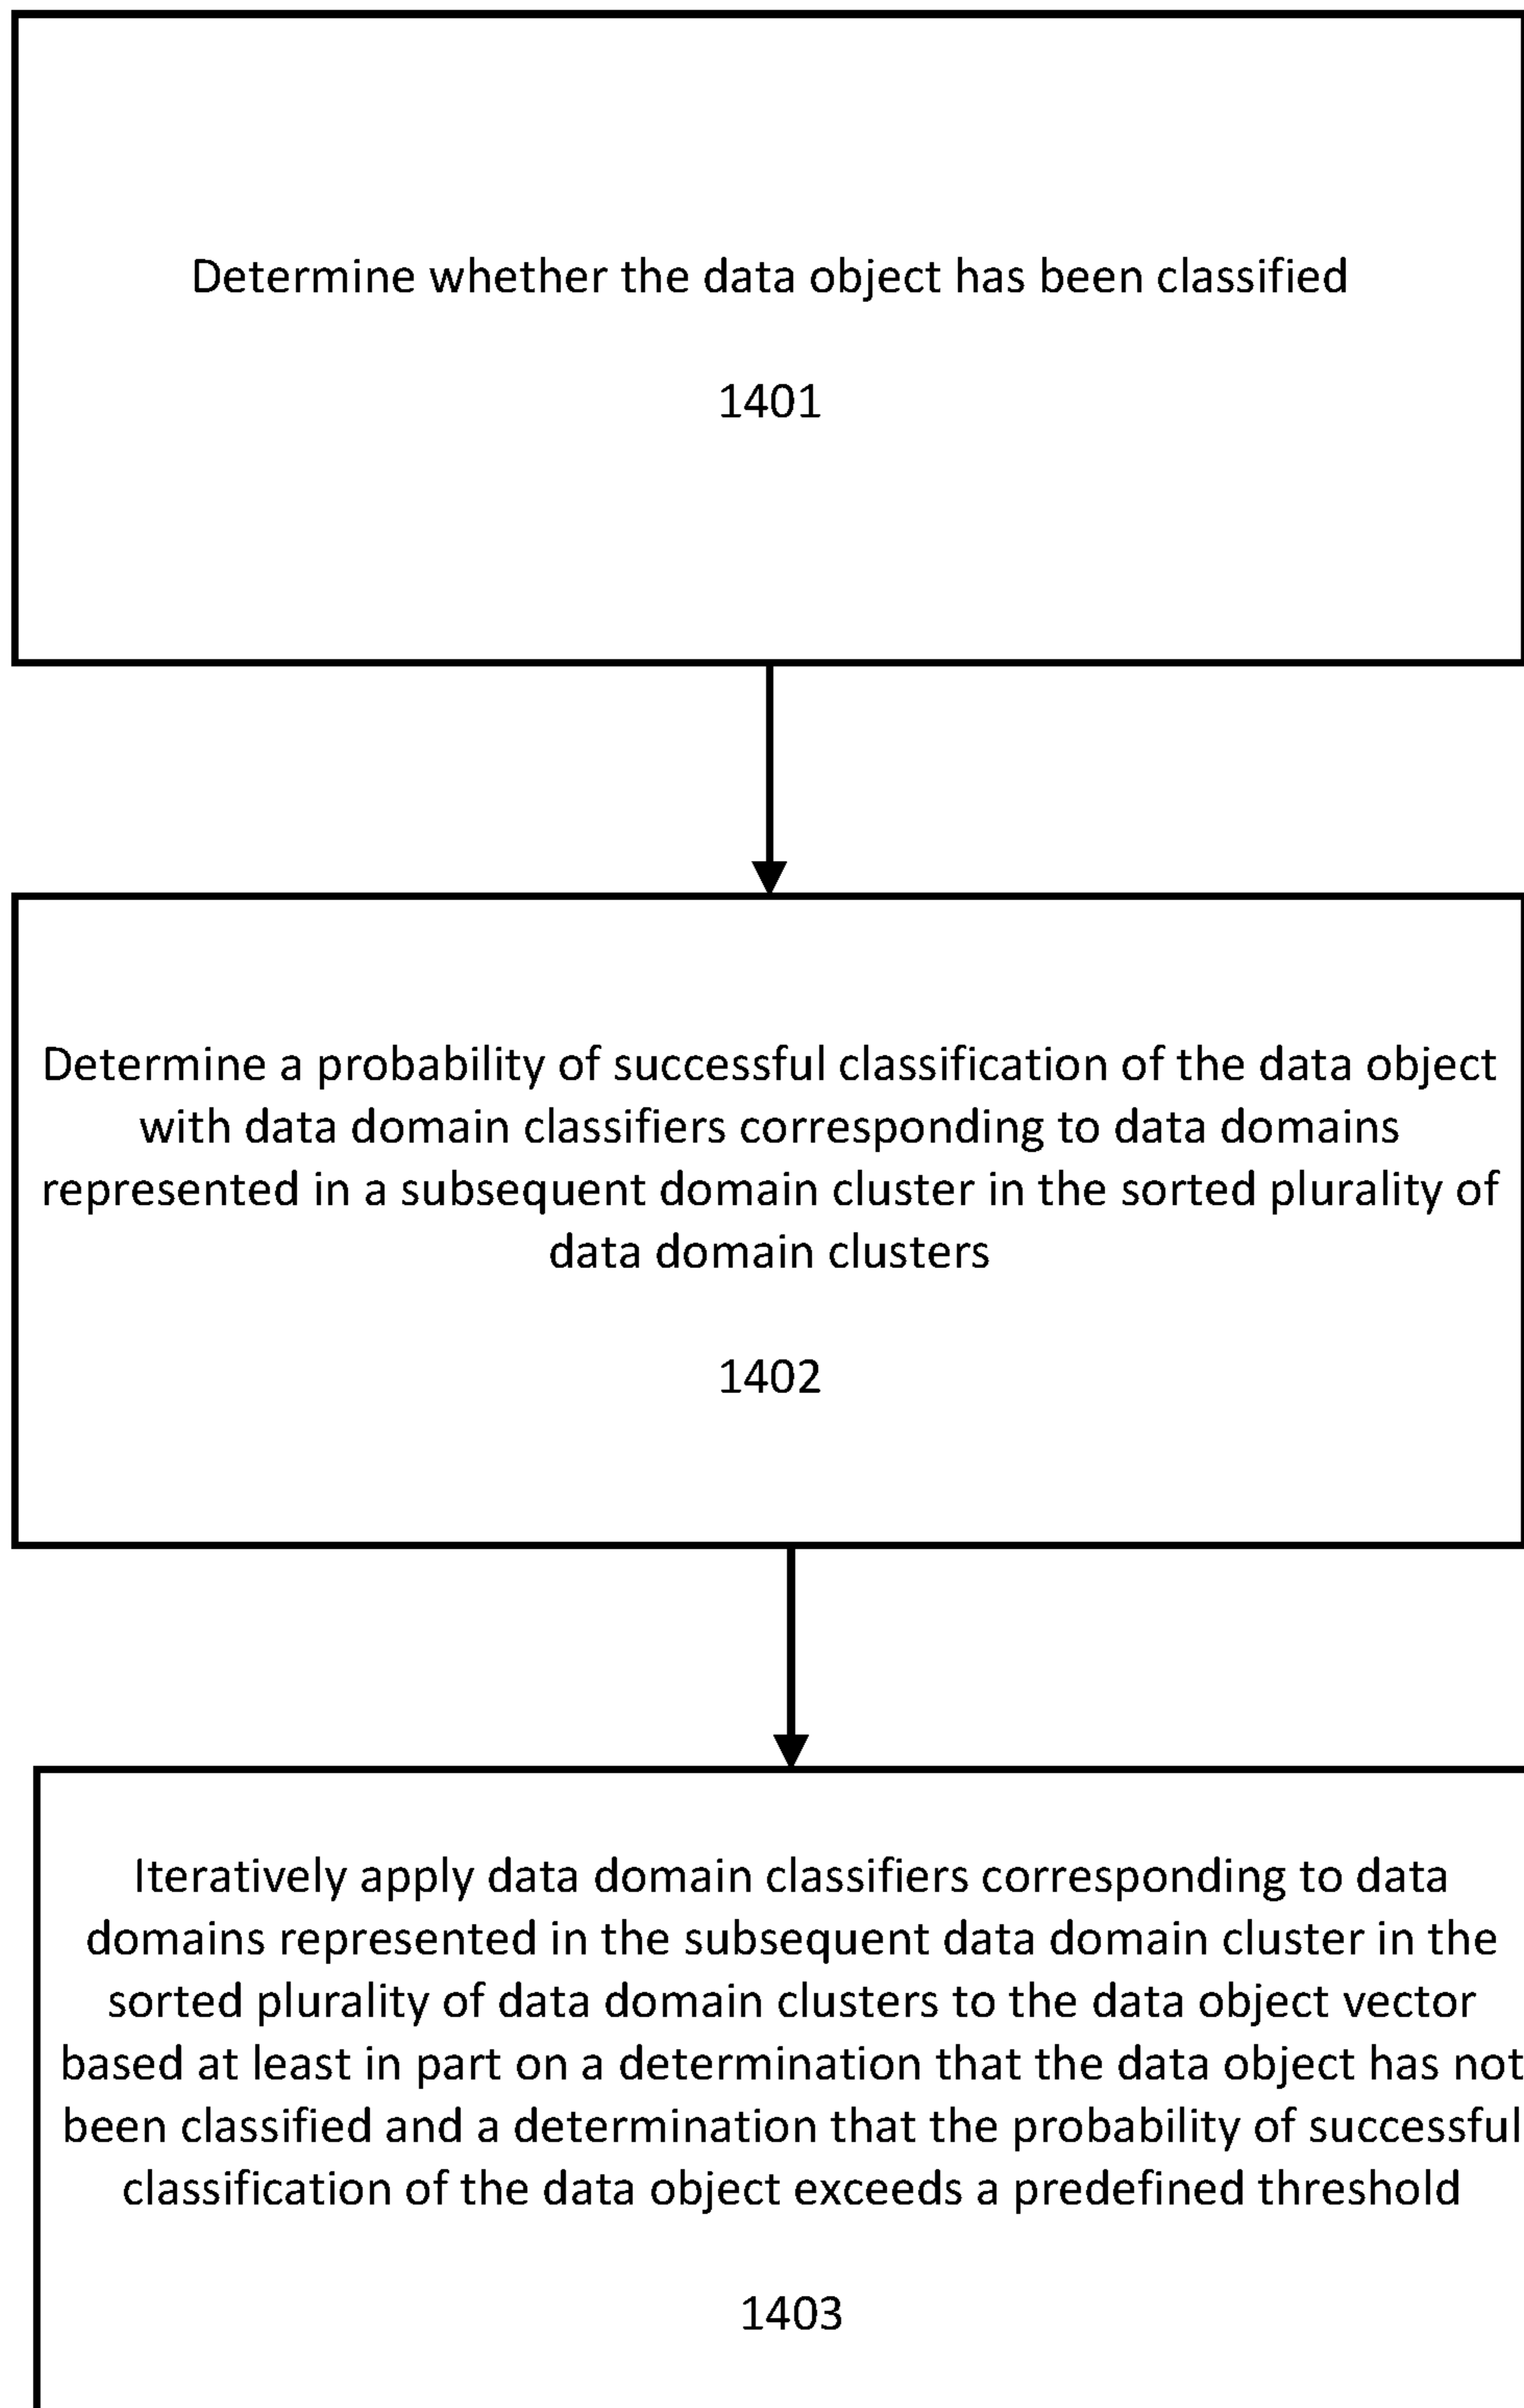 Determine whether the data object has been classified
1401
Determine a probability of successful classification of the data object
with data domain classifiers corresponding to data domains
represented in a subsequent domain cluster in the sorted plurality of
data domain clusters
1402
Iteratively apply data domain classifiers corresponding to data
domains represented in the subsequent data domain cluster in the
sorted plurality of data domain clusters to the data object vector
based at least in part on a determination that the data object has not
been classified and a determination that the probability of successful
classification of the data object exceeds a predefined threshold
1403